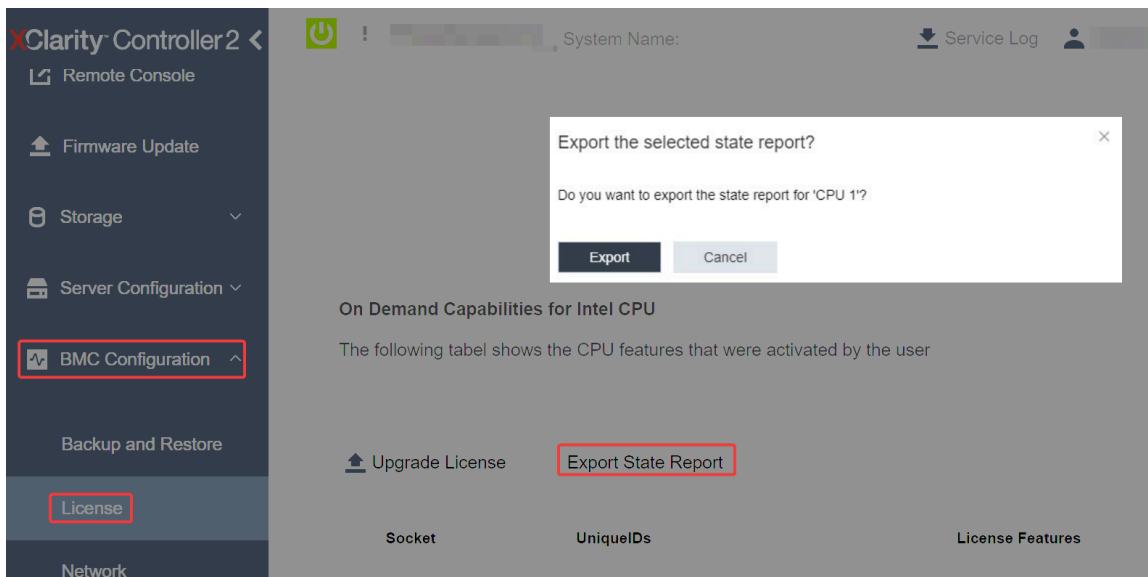 XClarity Controller 2
System Name:
Service Log
Remote Console
Firmware Update
Storage
Server Configuration
BMC Configuration
Backup and Restore
License
Network
Export the selected state report?
Do you want to export the state report for 'CPU 1'?
Export
Cancel
On Demand Capabilities for Intel CPU
The following tabel shows the CPU features that were activated by the user
Upgrade License
Export State Report
Socket
UniqueIDs
License Features